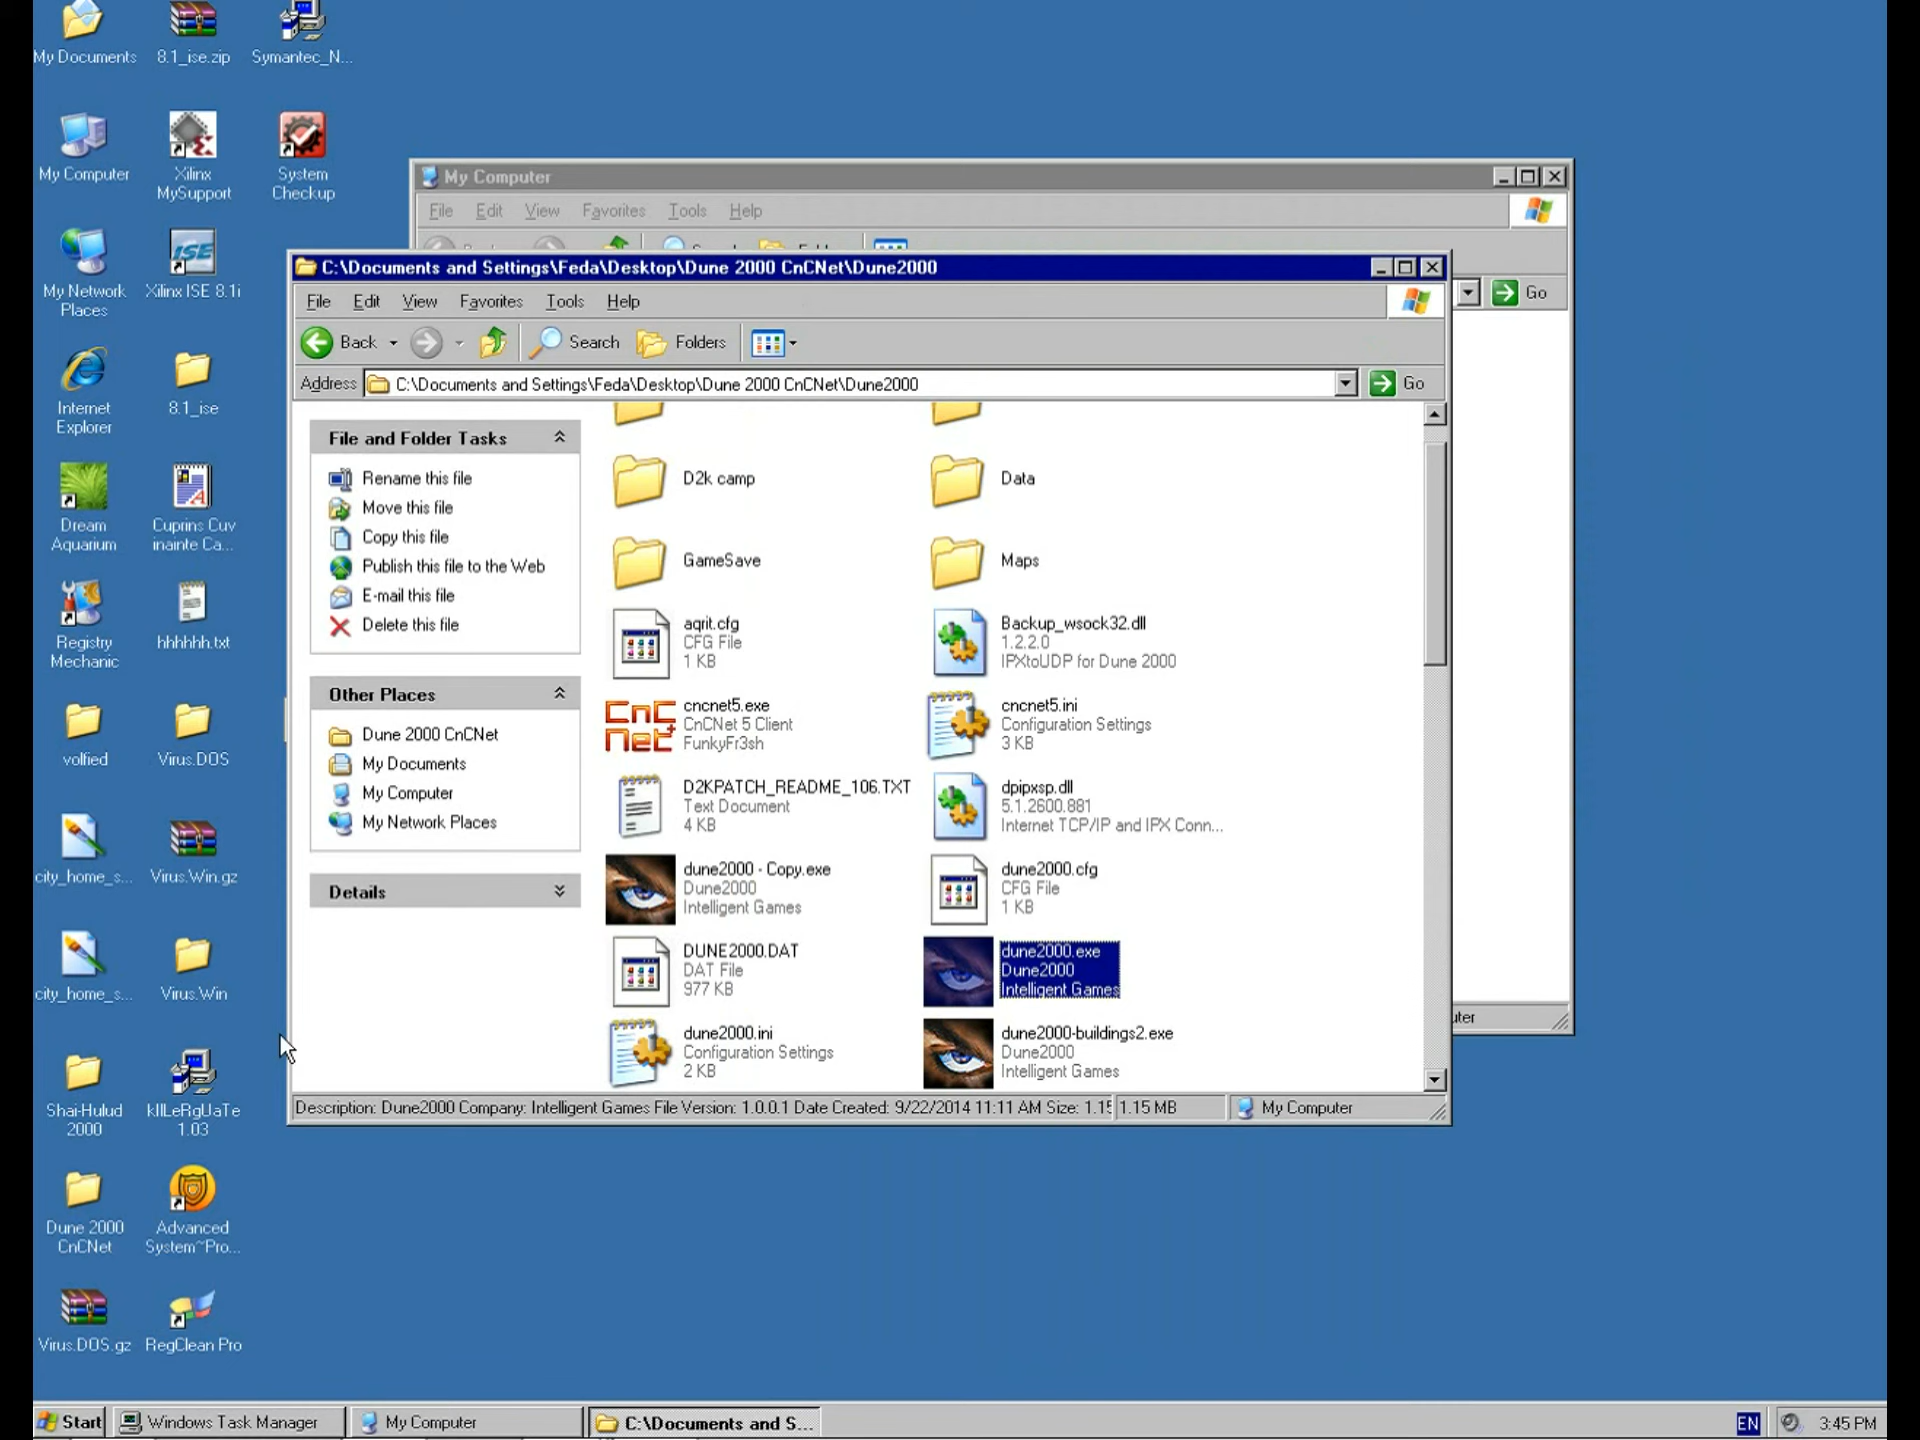 My Documents
8.1_ise.zip
Symantec_N...
My Computer
Xilinx
MySupport
System
Checkup
My Network
Places
Xilinx ISE 8.1i
Internet
Explorer
8.1_ise
Dream
Aquarium
Cuprins Cuv
inainte Ca...
Registry
Mechanic
hhhhhh.txt
volfied
Virus.DOS
city_home_s...
Virus.Win.gz
city_home_s...
Virus.Win
Shai-Hulud
2000
kIlLeRgUaTe
1.03
Dune 2000
CnCNet
Advanced
System~Pro...
Virus.DOS.gz
RegClean Pro
My Computer
File Edit View Favorites Tools Help
Go
C:\Documents and Settings\Feda\Desktop\Dune 2000 CnCNet\Dune2000
File Edit View Favorites Tools Help
Back Search Folders
Address C:\Documents and Settings\Feda\Desktop\Dune 2000 CnCNet\Dune2000 Go
File and Folder Tasks
Rename this file
Move this file
Copy this file
Publish this file to the Web
E-mail this file
Delete this file
Other Places
Dune 2000 CnCNet
My Documents
My Computer
My Network Places
Details
D2k camp
Data
GameSave
Maps
aqrit.cfg
CFG File
1 KB
Backup_wsock32.dll
1.2.2.0
IPXtoUDP for Dune 2000
CnC
Net
cncnet5.exe
CnCNet 5 Client
FunkyFr3sh
cncnet5.ini
Configuration Settings
3 KB
D2KPATCH_README_106.TXT
Text Document
4 KB
dpipxsp.dll
5.1.2600.881
Internet TCP/IP and IPX Conn...
dune2000 - Copy.exe
Dune2000
Intelligent Games
dune2000.cfg
CFG File
1 KB
DUNE2000.DAT
DAT File
977 KB
dune2000.exe
Dune2000
Intelligent Games
dune2000.ini
Configuration Settings
2 KB
dune2000-buildings2.exe
Dune2000
Intelligent Games
Description: Dune2000 Company: Intelligent Games File Version: 1.0.0.1 Date Created: 9/22/2014 11:11 AM Size: 1.15 1.15 MB My Computer
Start Windows Task Manager My Computer C:\Documents and S... EN 3:45 PM